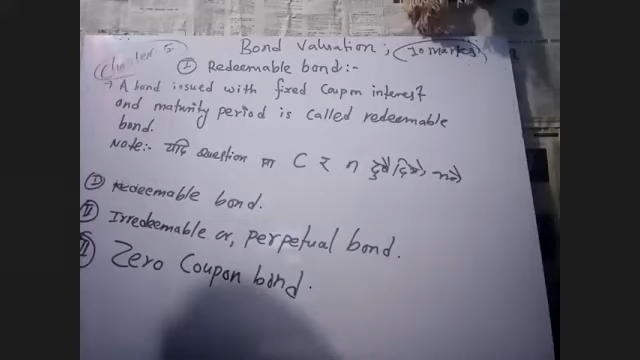 Chapter 5
Bond Valuation ; (10 marks)
I Redeemable bond:-
→ A bond issued with fixed coupon interest
and maturity period is called redeemable
bond.
Note:- यदि question मा C र n दुवै दियो भने
I Redeemable bond.
II Irredeemable or, perpetual bond.
III Zero Coupon bond.